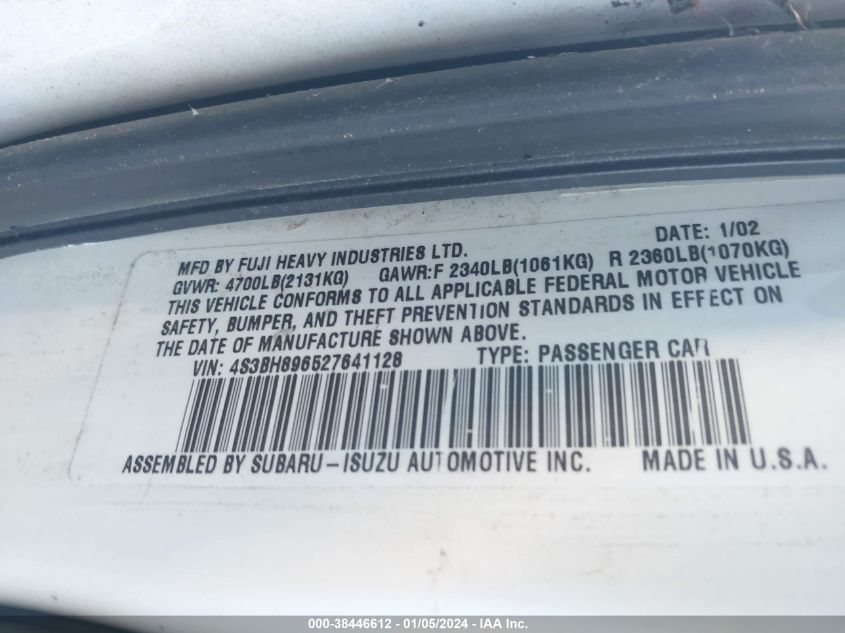 DATE: 1/02
MFD BY FUJI HEAVY INDUSTRIES LTD.
GVWR: 4700LB(2131KG) GAWR:F 2340LB(1061KG) R 2360LB(1070KG)
THIS VEHICLE CONFORMS TO ALL APPLICABLE FEDERAL MOTOR VEHICLE
SAFETY, BUMPER, AND THEFT PREVENTION STANDARDS IN EFFECT ON
THE DATE OF MANUFACTURE SHOWN ABOVE.
VIN: 4S3BH896527641128 TYPE: PASSENGER CAR
ASSEMBLED BY SUBARU-ISUZU AUTOMOTIVE INC. MADE IN U.S.A.
000-38446612 - 01/05/2024 - IAA Inc.